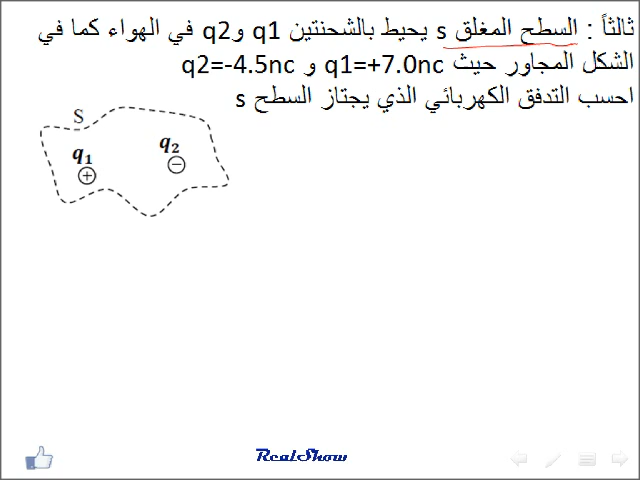 ثالثاً : السطح المغلق s يحيط بالشحنتين q1 وq2 في الهواء كما في
الشكل المجاور حيث q1=+7.0nc و q2=-4.5nc
احسب التدفق الكهربائي الذي يجتاز السطح s
S
q1
q2
+
−
RealShow